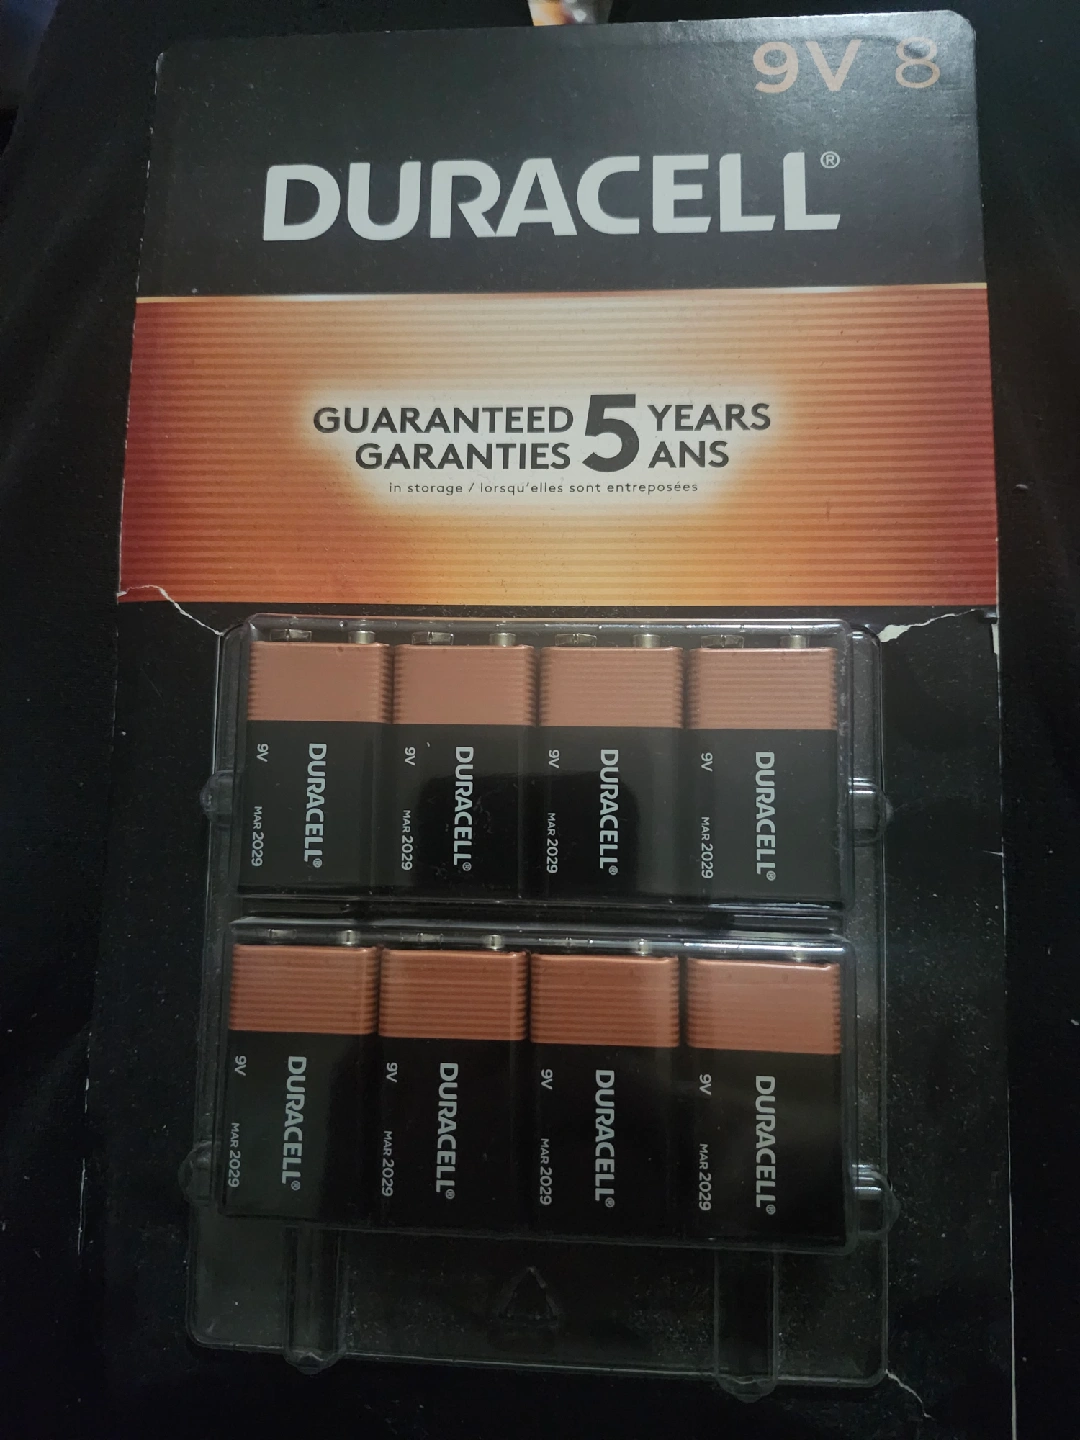 9V 8
DURACELL®
GUARANTEED 5 YEARS
GARANTIES ANS
in storage / lorsqu'elles sont entreposées
9V MAR 2029 DURACELL®
9V MAR 2029 DURACELL®
9V MAR 2029 DURACELL®
9V MAR 2029 DURACELL®
9V MAR 2029 DURACELL®
9V MAR 2029 DURACELL®
9V MAR 2029 DURACELL®
9V MAR 2029 DURACELL®